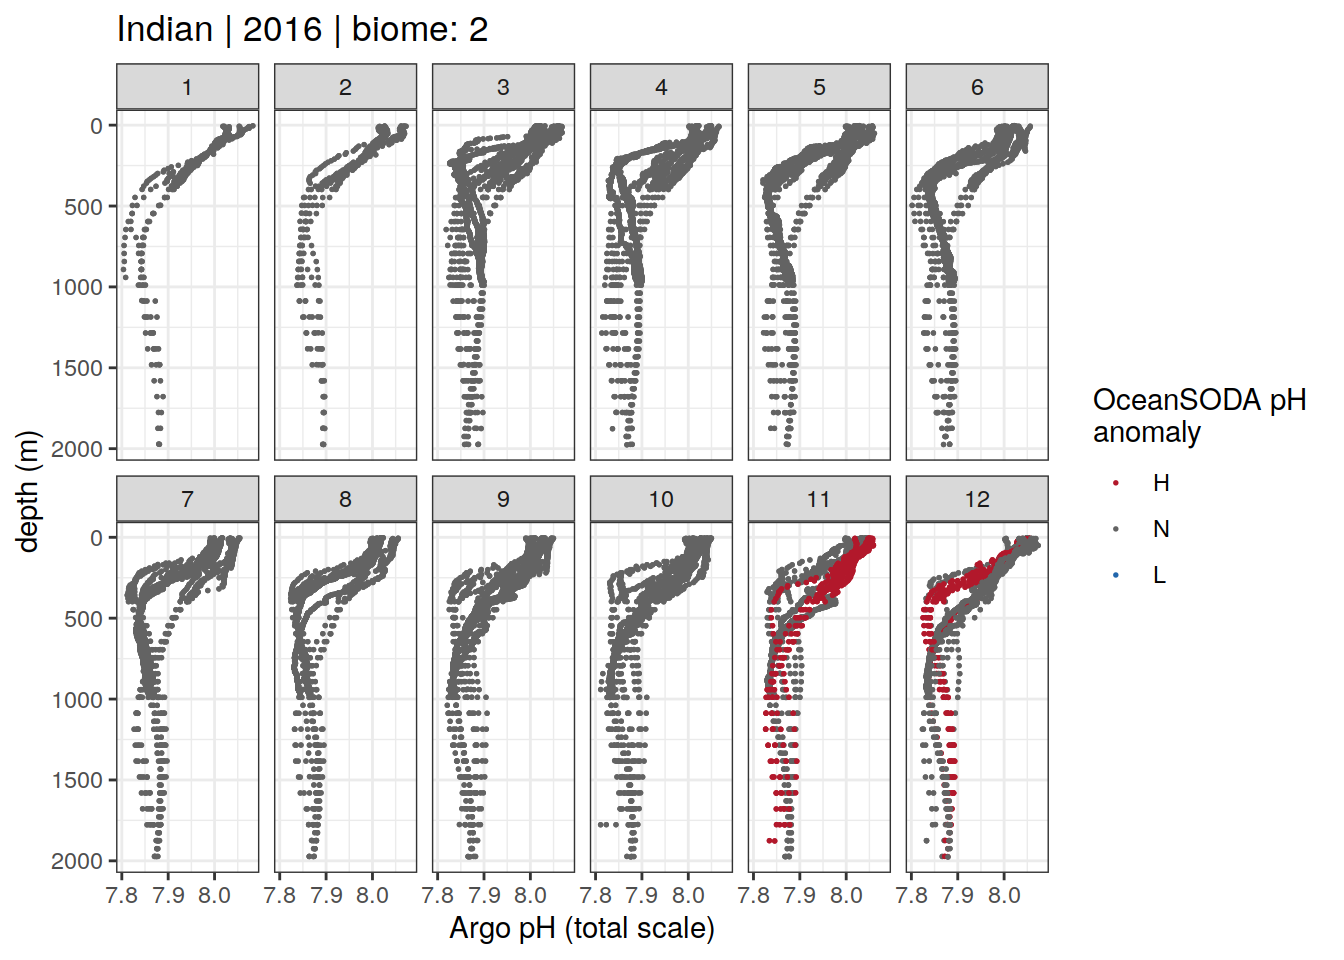 Indian | 2016 | biome: 2
1 2 3 4 5 6
0
500
1000
1500
2000
7 8 9 10 11 12
0
500
1000
1500
2000
7.8 7.9 8.0 7.8 7.9 8.0 7.8 7.9 8.0 7.8 7.9 8.0 7.8 7.9 8.0 7.8 7.9 8.0
Argo pH (total scale)
depth (m)
OceanSODA pH
anomaly
H
N
L